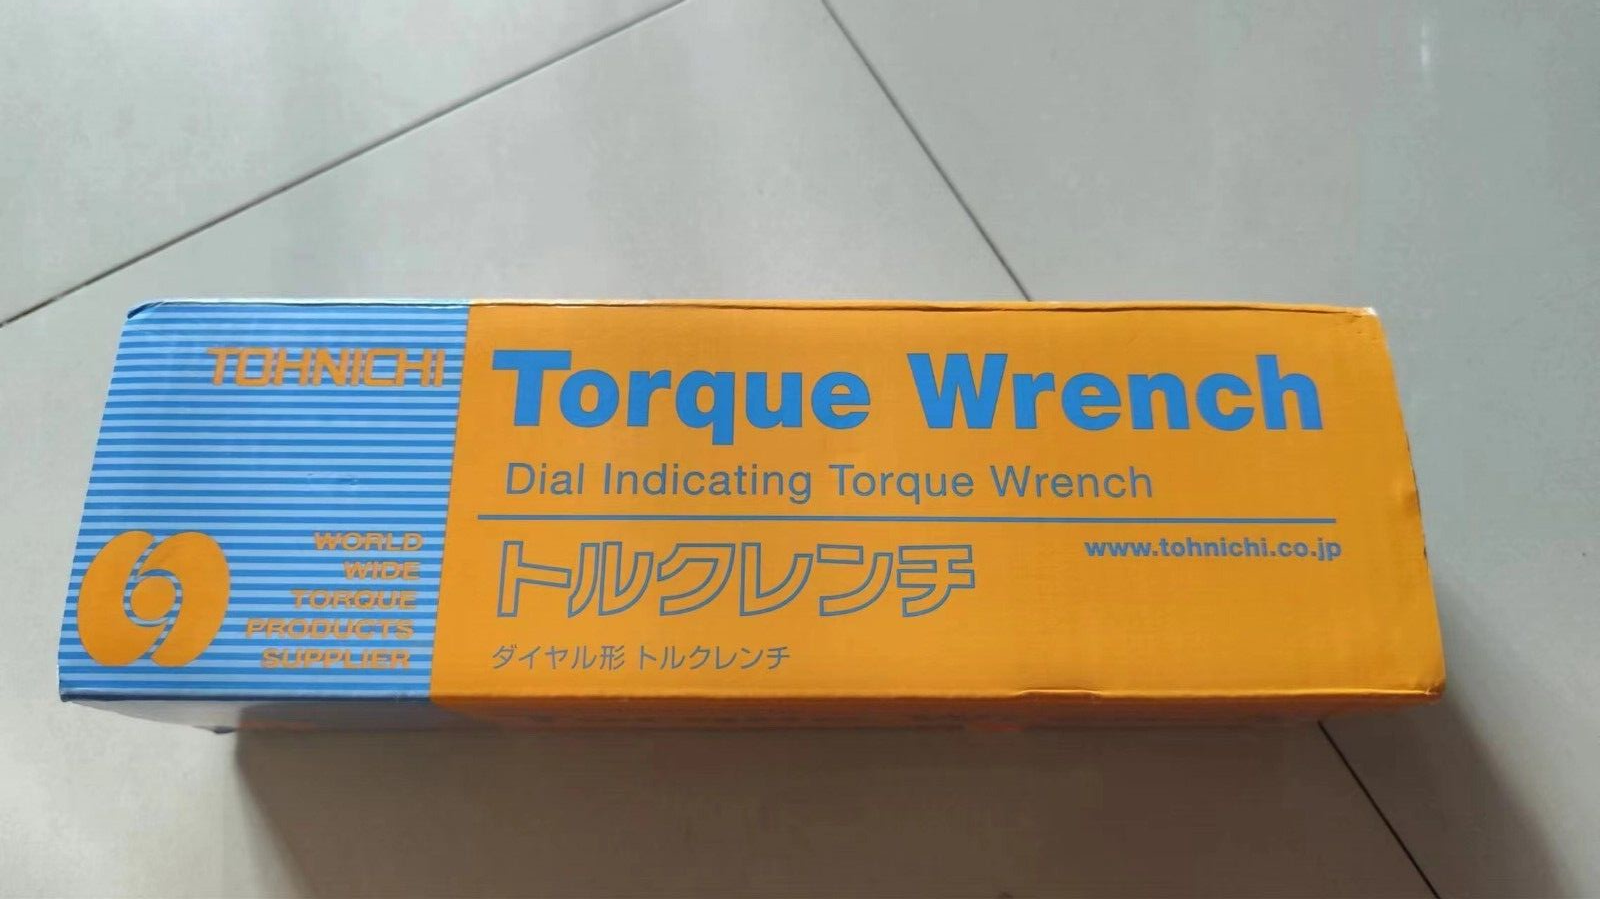 TOHNICHI
WORLD
WIDE
TORQUE
PRODUCTS
SUPPLIER
Torque Wrench
Dial Indicating Torque Wrench
トルクレンチ
www.tohnichi.co.jp
ダイヤル形 トルクレンチ